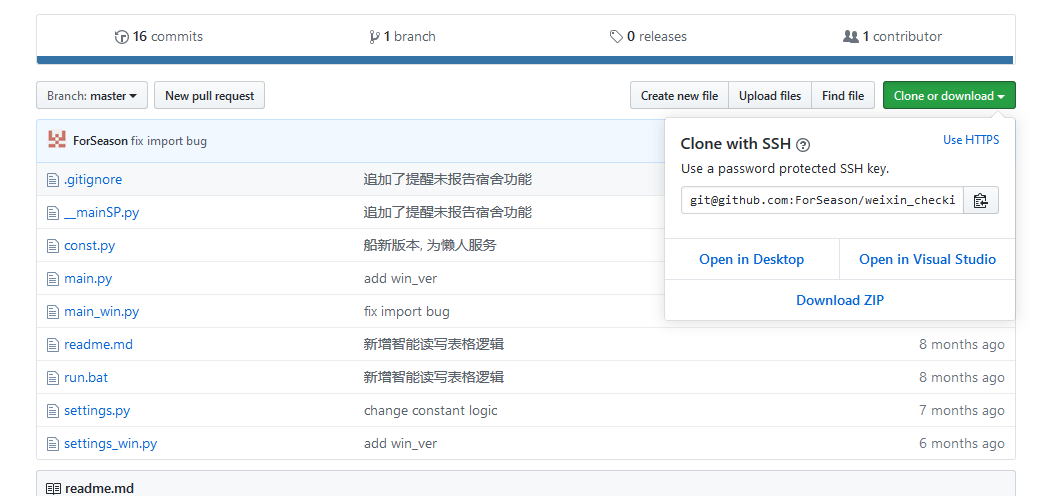 16 commits
1 branch
0 releases
1 contributor
Branch: master
New pull request
Create new file
Upload files
Find file
Clone or download
ForSeason fix import bug
Clone with SSH
Use HTTPS
Use a password protected SSH key.
git@github.com:ForSeason/weixin_checki
Open in Desktop
Open in Visual Studio
Download ZIP
.gitignore
追加了提醒未报告宿舍功能
__mainSP.py
追加了提醒未报告宿舍功能
const.py
船新版本, 为懒人服务
main.py
add win_ver
main_win.py
fix import bug
readme.md
新增智能读写表格逻辑
8 months ago
run.bat
新增智能读写表格逻辑
8 months ago
settings.py
change constant logic
7 months ago
settings_win.py
add win_ver
6 months ago
readme.md